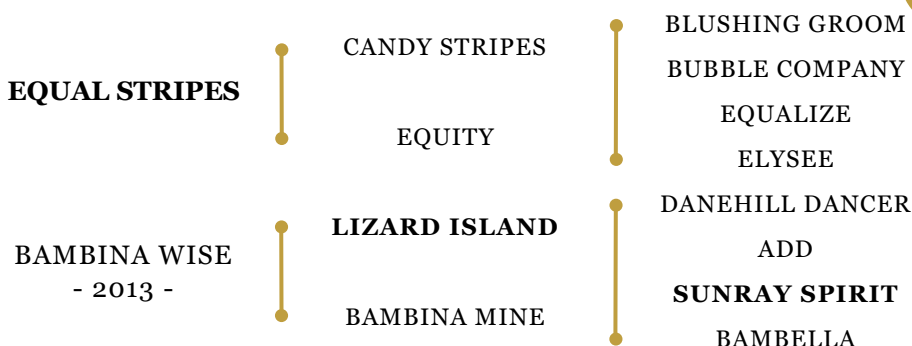 EQUAL STRIPES
CANDY STRIPES
EQUITY
BLUSHING GROOM
BUBBLE COMPANY
EQUALIZE
ELYSEE
BAMBINA WISE
- 2013 -
LIZARD ISLAND
BAMBINA MINE
DANEHILL DANCER
ADD
SUNRAY SPIRIT
BAMBELLA